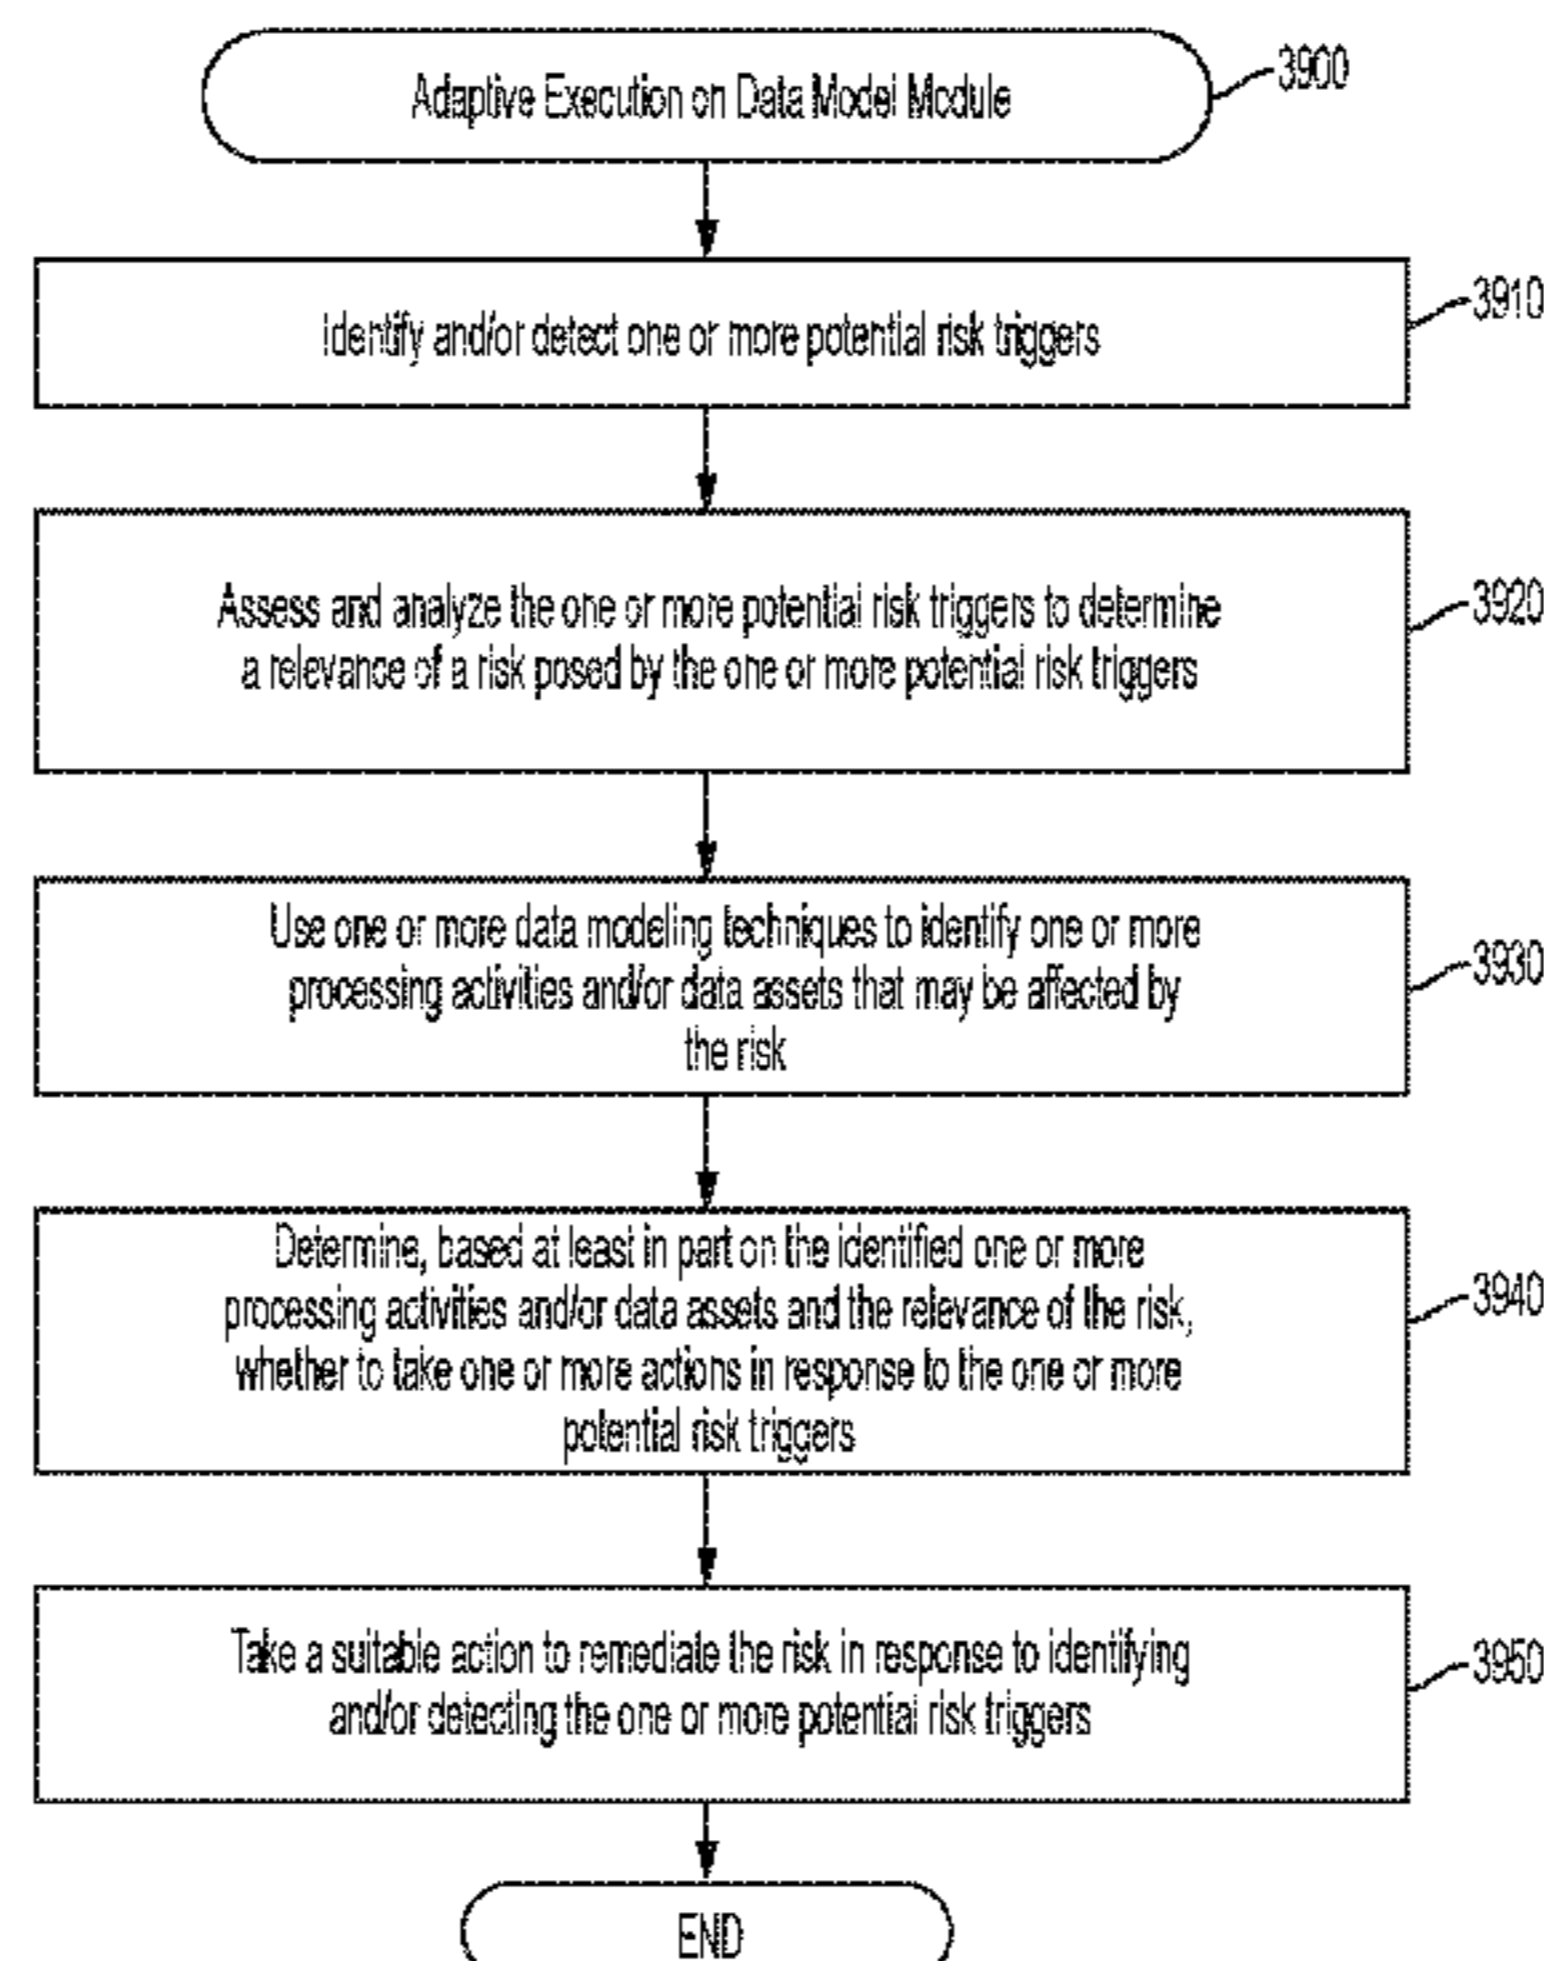 Adaptive Execution on Data Model Module
3900
Identify and/or detect one or more potential risk triggers
3910
Assess and analyze the one or more potential risk triggers to determine
a relevance of a risk posed by the one or more potential risk triggers
3920
Use one or more data modeling techniques to identify one or more
processing activities and/or data assets that may be affected by
the risk
3930
Determine, based at least in part on the identified one or more
processing activities and/or data assets and the relevance of the risk,
whether to take one or more actions in response to the one or more
potential risk triggers
3940
Take a suitable action to remediate the risk in response to identifying
and/or detecting the one or more potential risk triggers
3950
END